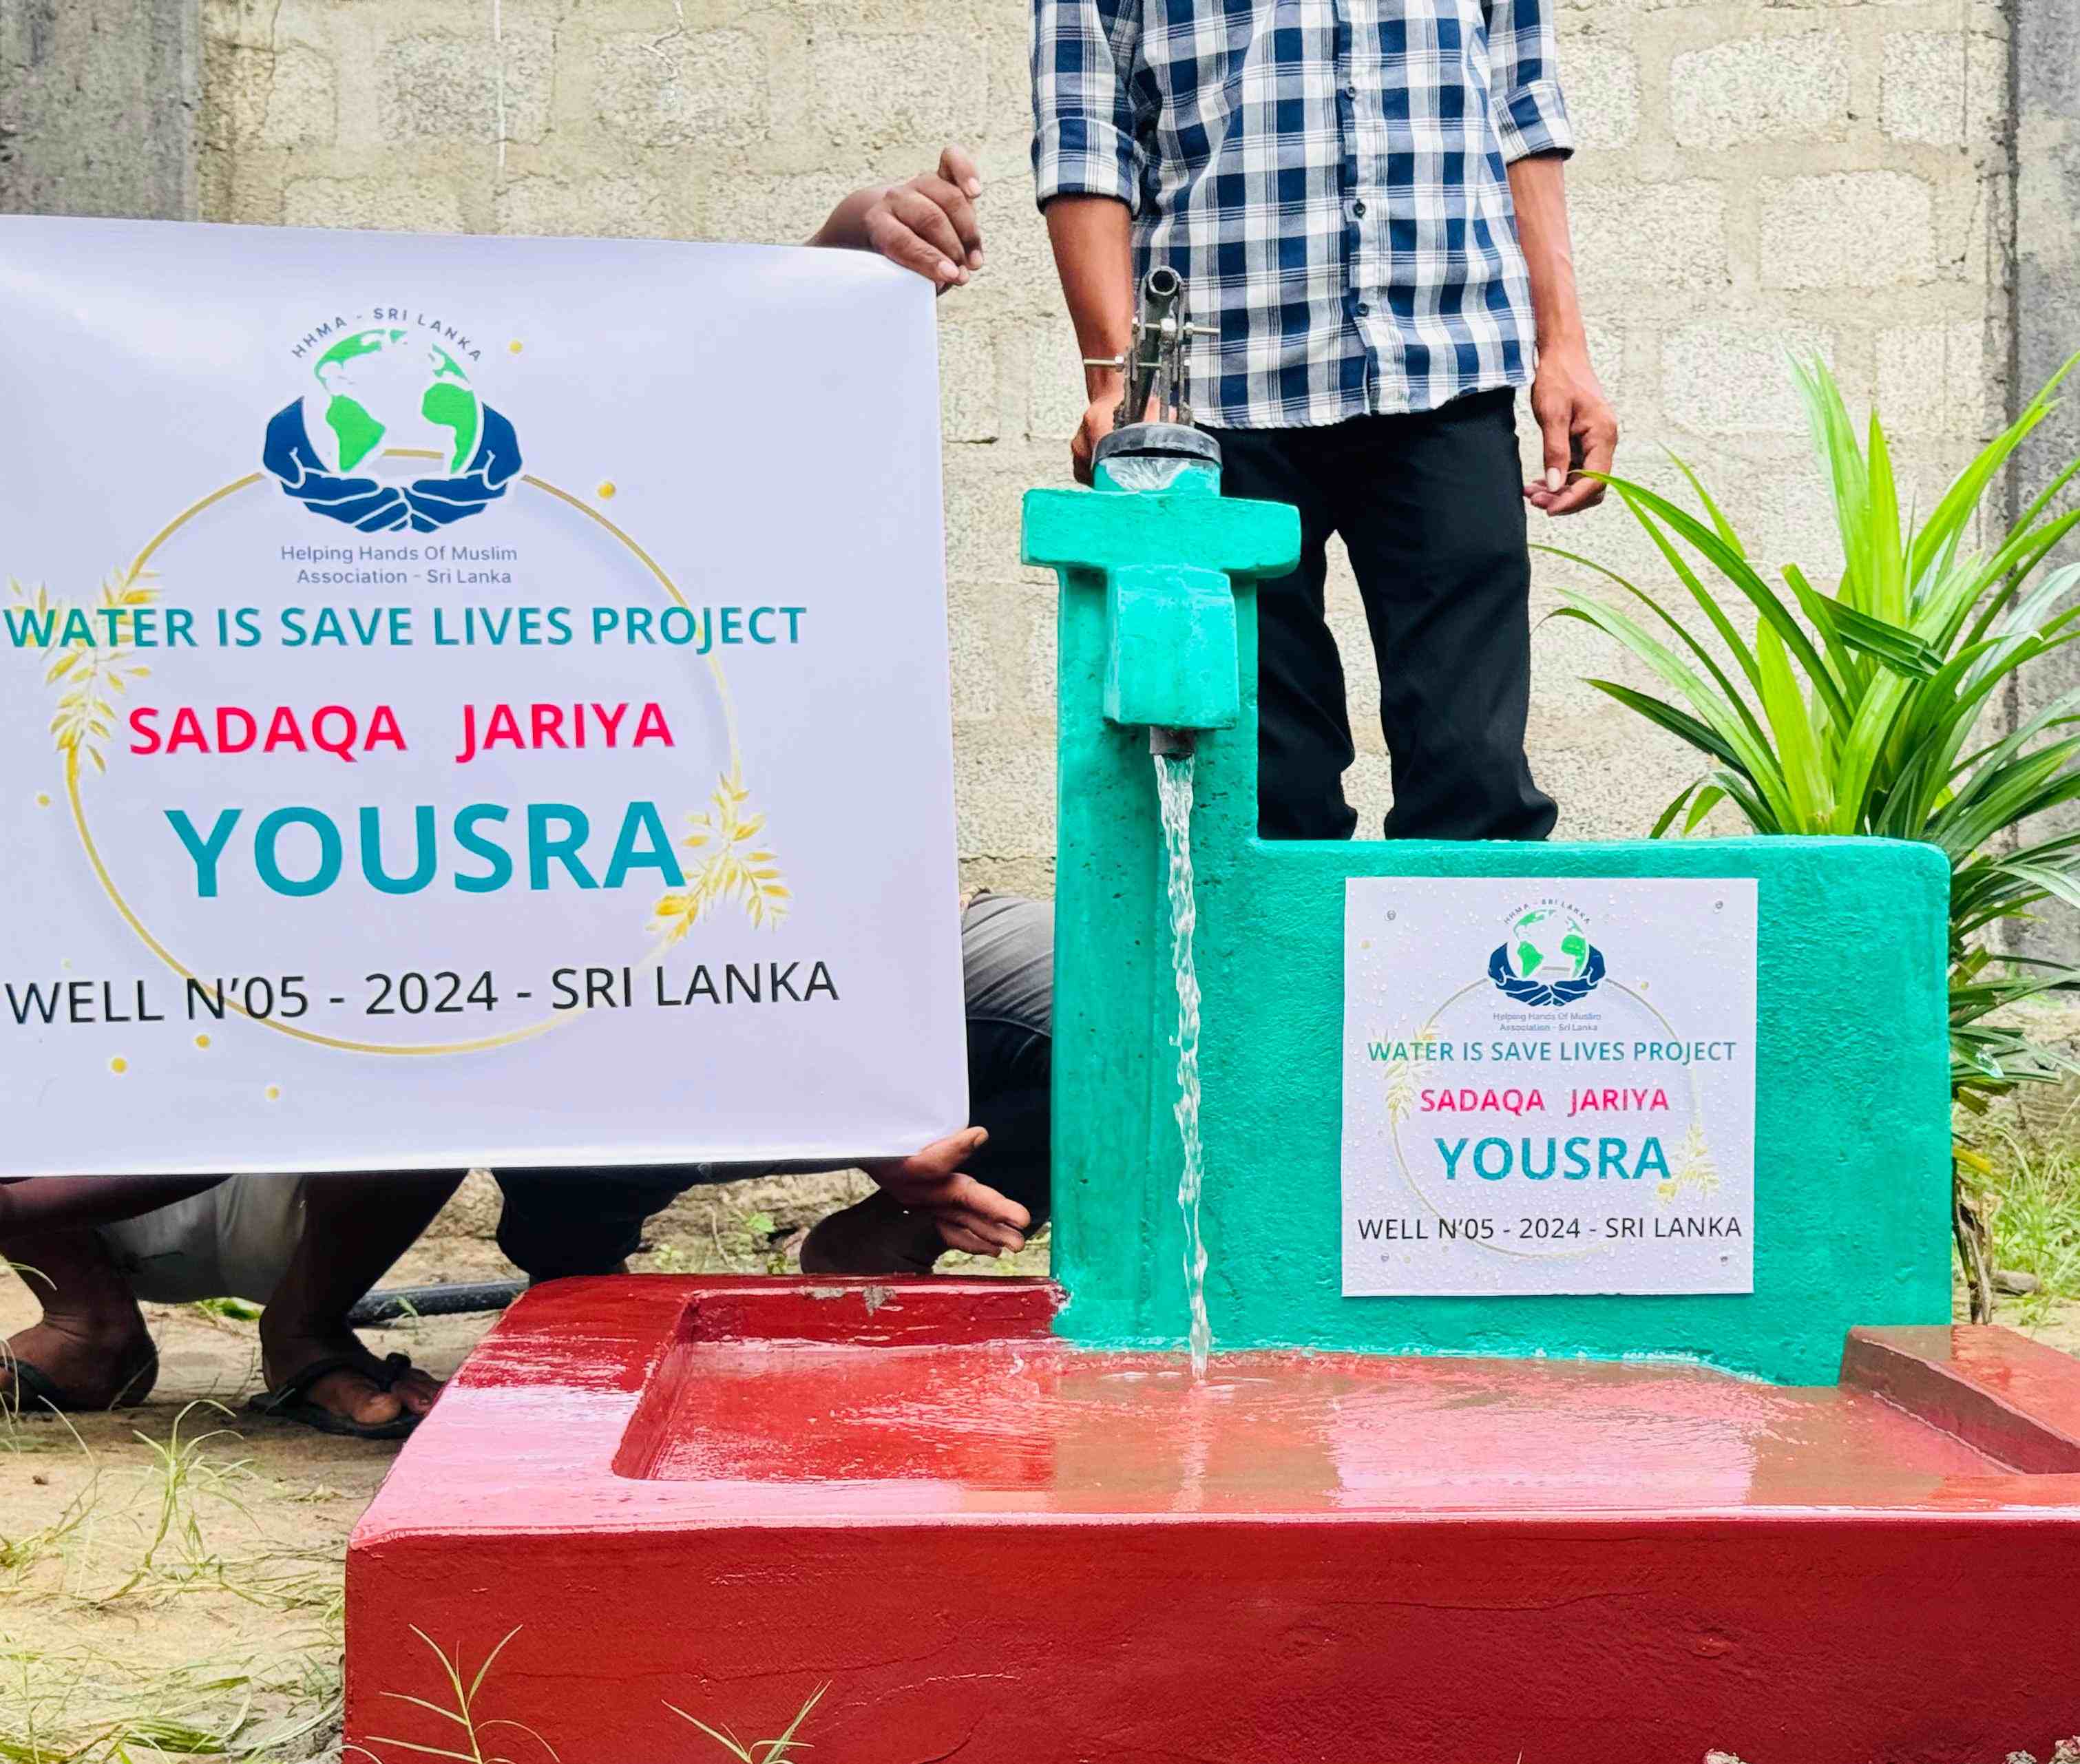 HHMA - SRI LANKA
Helping Hands Of Muslim
Association - Sri Lanka
WATER IS SAVE LIVES PROJECT
SADAQA JARIYA
YOUSRA
WELL N'05 - 2024 - SRI LANKA
HHMA - SRI LANKA
Helping Hands Of Muslim
Association - Sri Lanka
WATER IS SAVE LIVES PROJECT
SADAQA JARIYA
YOUSRA
WELL N'05 - 2024 - SRI LANKA